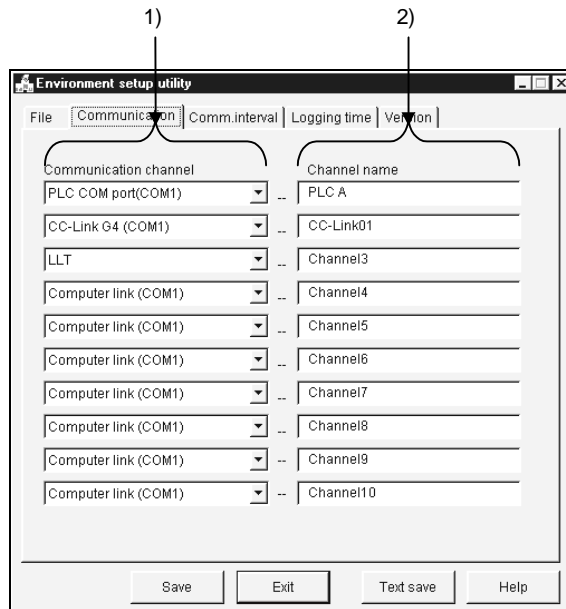 1) 2)
Environment setup utility
File Communication Comm.interval Logging time Version
Communication channel Channel name
PLC COM port(COM1) -- PLC A
CC-Link G4 (COM1) -- CC-Link01
LLT -- Channel3
Computer link (COM1) -- Channel4
Computer link (COM1) -- Channel5
Computer link (COM1) -- Channel6
Computer link (COM1) -- Channel7
Computer link (COM1) -- Channel8
Computer link (COM1) -- Channel9
Computer link (COM1) -- Channel10
Save Exit Text save Help